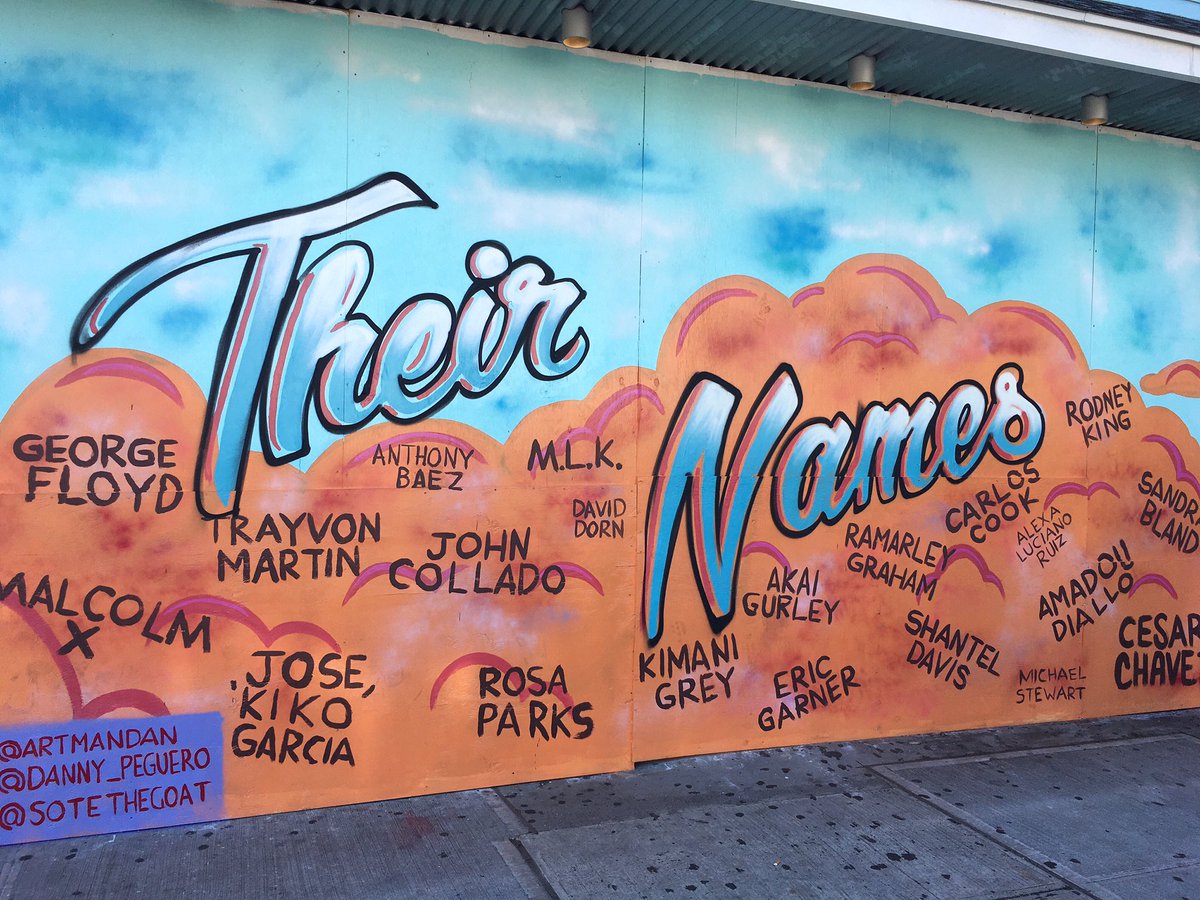 Their
Names
GEORGE
FLOYD
ANTHONY
BAEZ
M.L.K.
RODNEY
KING
TRAYVON
MARTIN
JOHN
COLLADO
DAVID
DORN
CARLOS
COOK
SANDR
BLAND
RAMARLEY
GRAHAM
ALEXA
LUCIANO
RUIZ
MALCOLM
X
AKAI
GURLEY
AMADOU
DIALLO
JOSE,
KIKO
GARCIA
ROSA
PARKS
KIMANI
GREY
ERIC
GARNER
SHANTEL
DAVIS
MICHAEL
STEWART
CESAR
CHAVEZ
@ARTMANDAN
@DANNY_PEGUERO
@SOTETHEGOAT